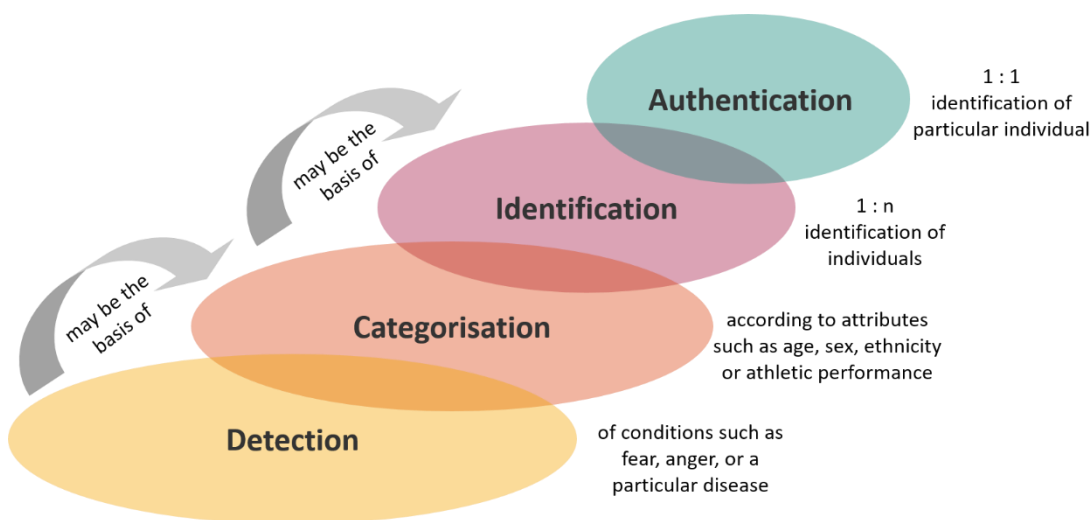 Authentication
1 : 1
identification of
particular individual
may be the
basis of
Identification
1 : n
identification of
individuals
may be the
basis of
Categorisation
according to attributes
such as age, sex, ethnicity
or athletic performance
Detection
of conditions such as
fear, anger, or a
particular disease